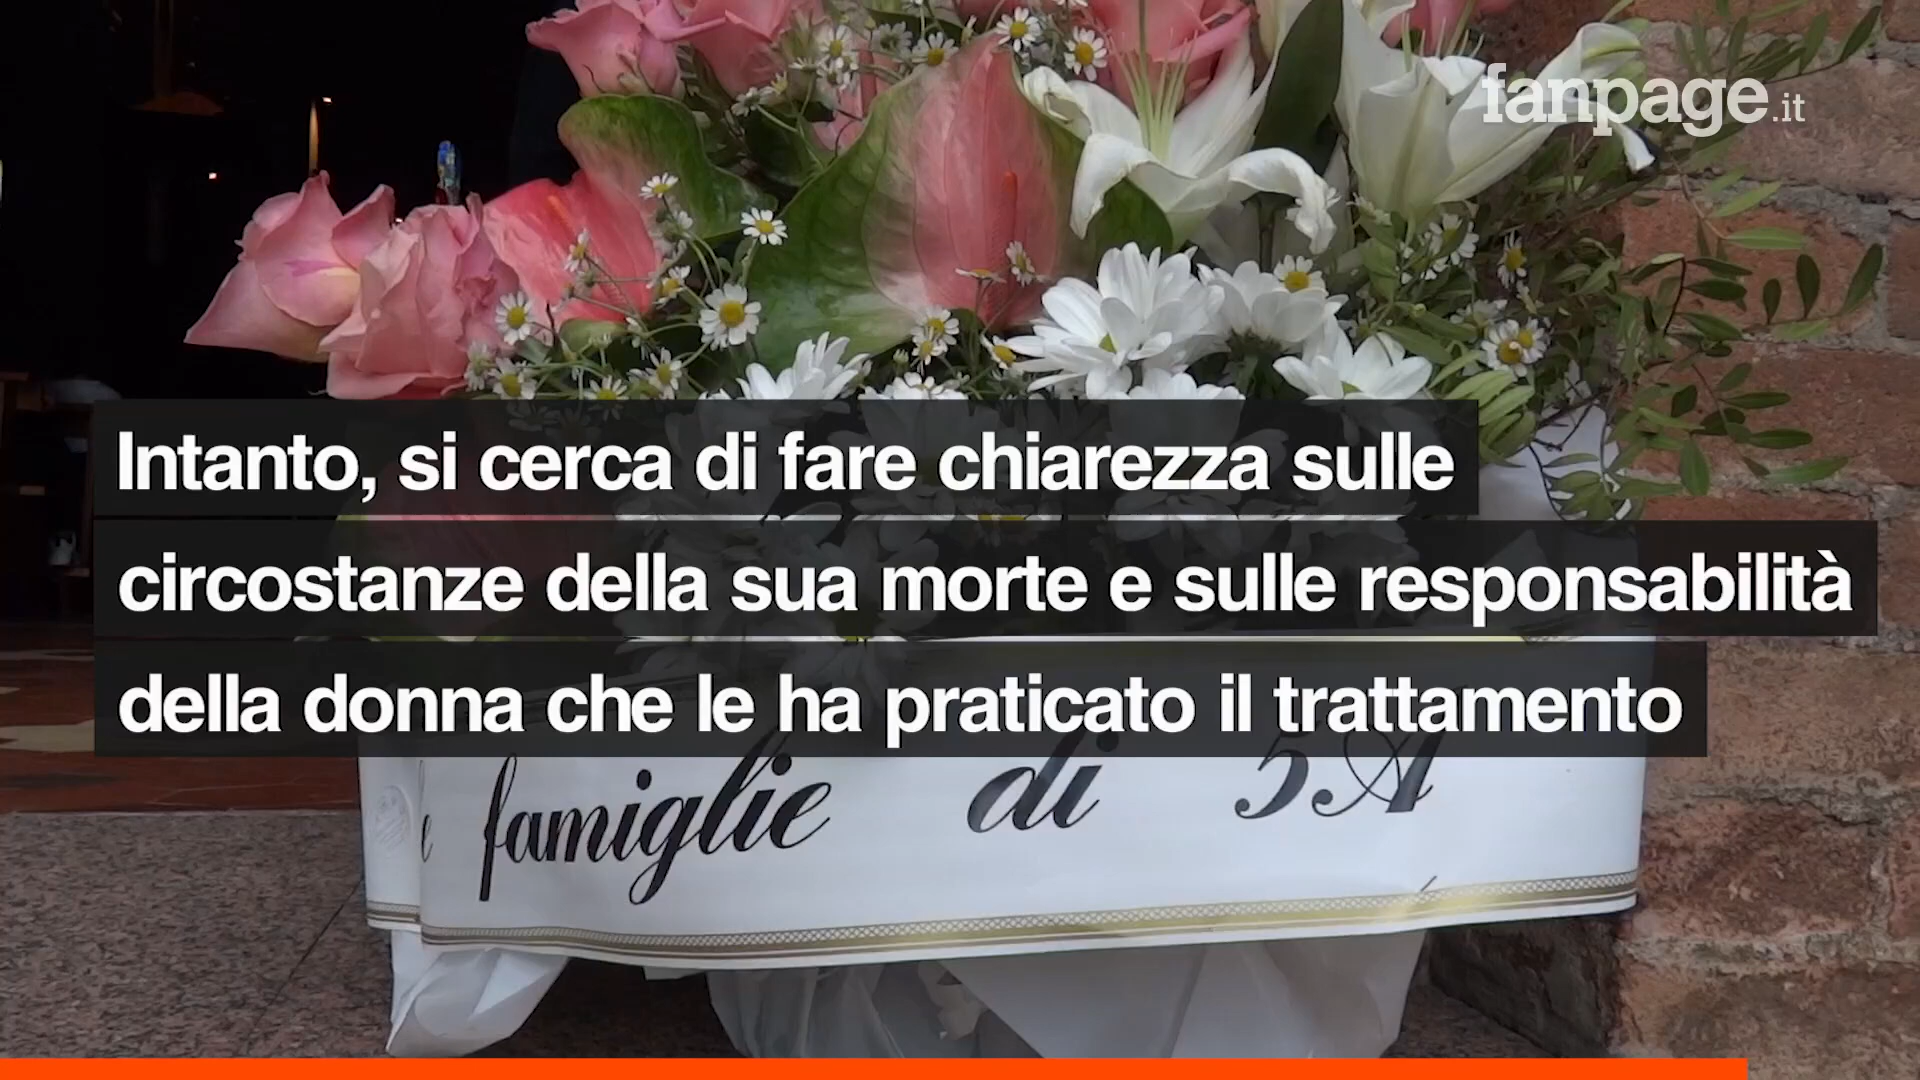 fanpage.it
Intanto, si cerca di fare chiarezza sulle
circostanze della sua morte e sulle responsabilità
della donna che le ha praticato il trattamento
famiglie di 5A